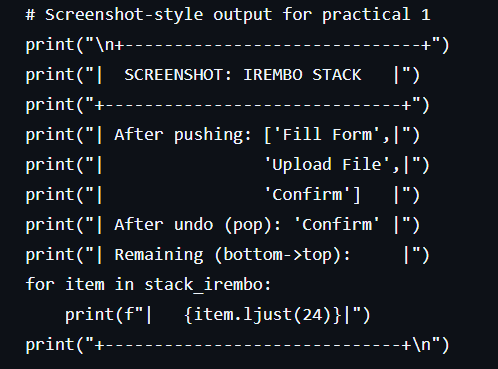 # Screenshot-style output for practical 1
print("\n+------------------------------+")
print("|  SCREENSHOT: IREMBO STACK   |")
print("+------------------------------+")
print("| After pushing: ['Fill Form',|")
print("|                'Upload File',|")
print("|                'Confirm']   |")
print("| After undo (pop): 'Confirm' |")
print("| Remaining (bottom->top):     |")
for item in stack_irembo:
    print(f"|   {item.ljust(24)}|")
print("+------------------------------+\n")